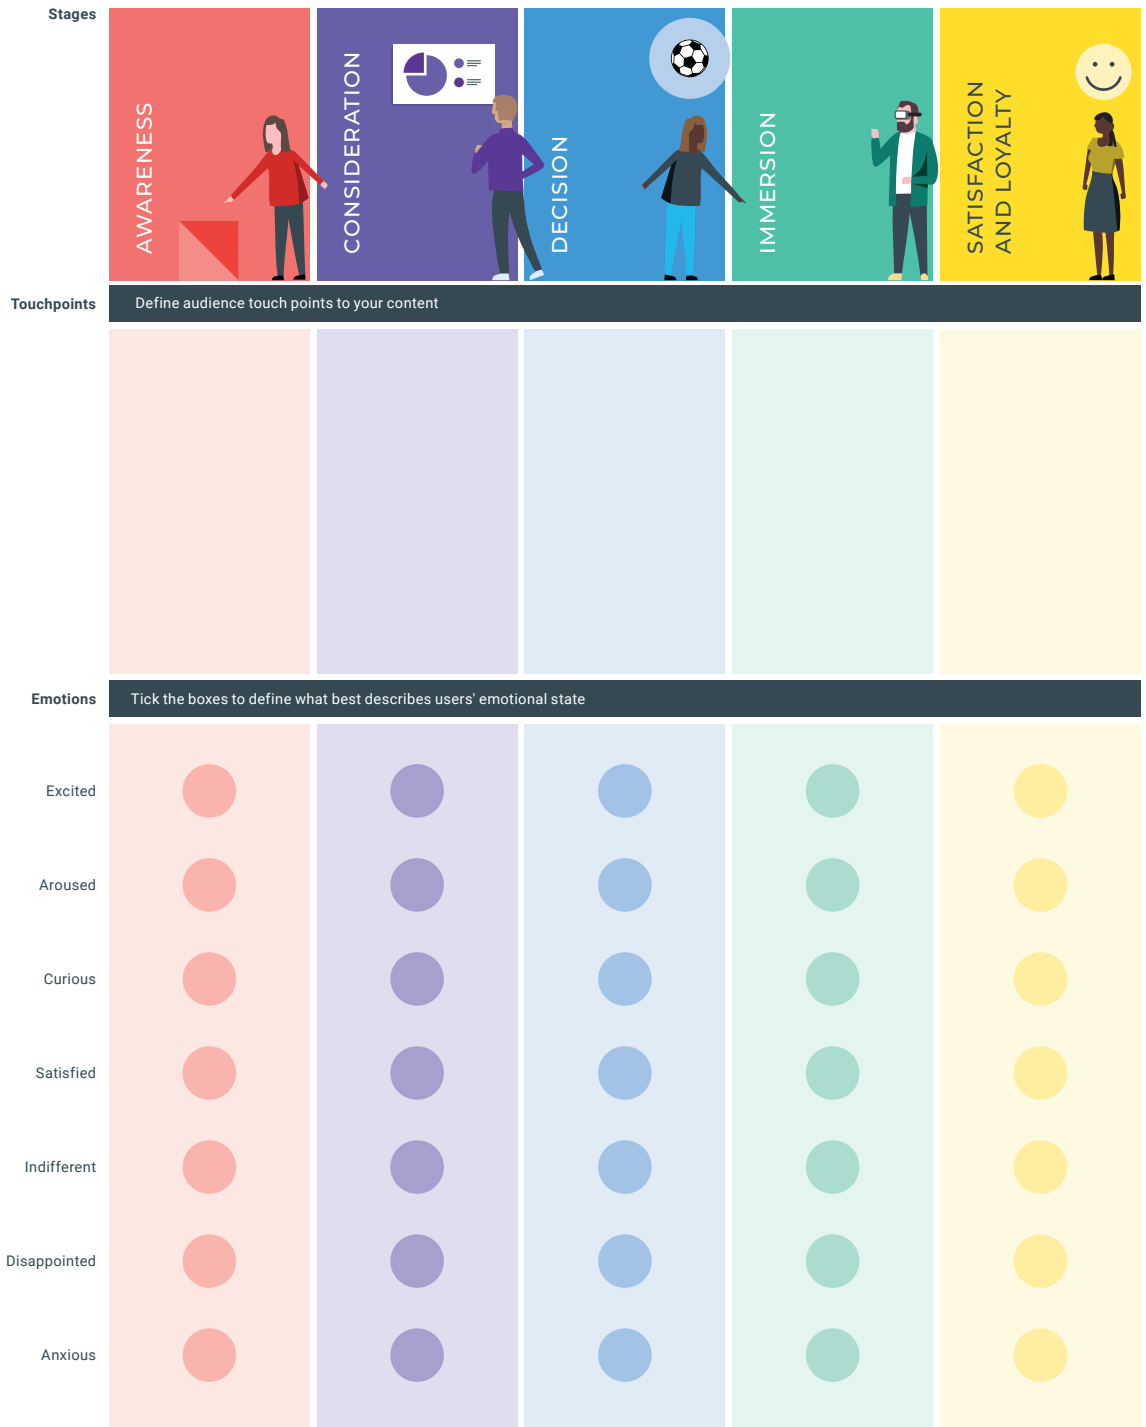 Stages
AWARENESS
CONSIDERATION
DECISION
IMMERSION
SATISFACTION
AND LOYALTY
Touchpoints
Define audience touch points to your content
Emotions
Tick the boxes to define what best describes users' emotional state
Excited
Aroused
Curious
Satisfied
Indifferent
Disappointed
Anxious